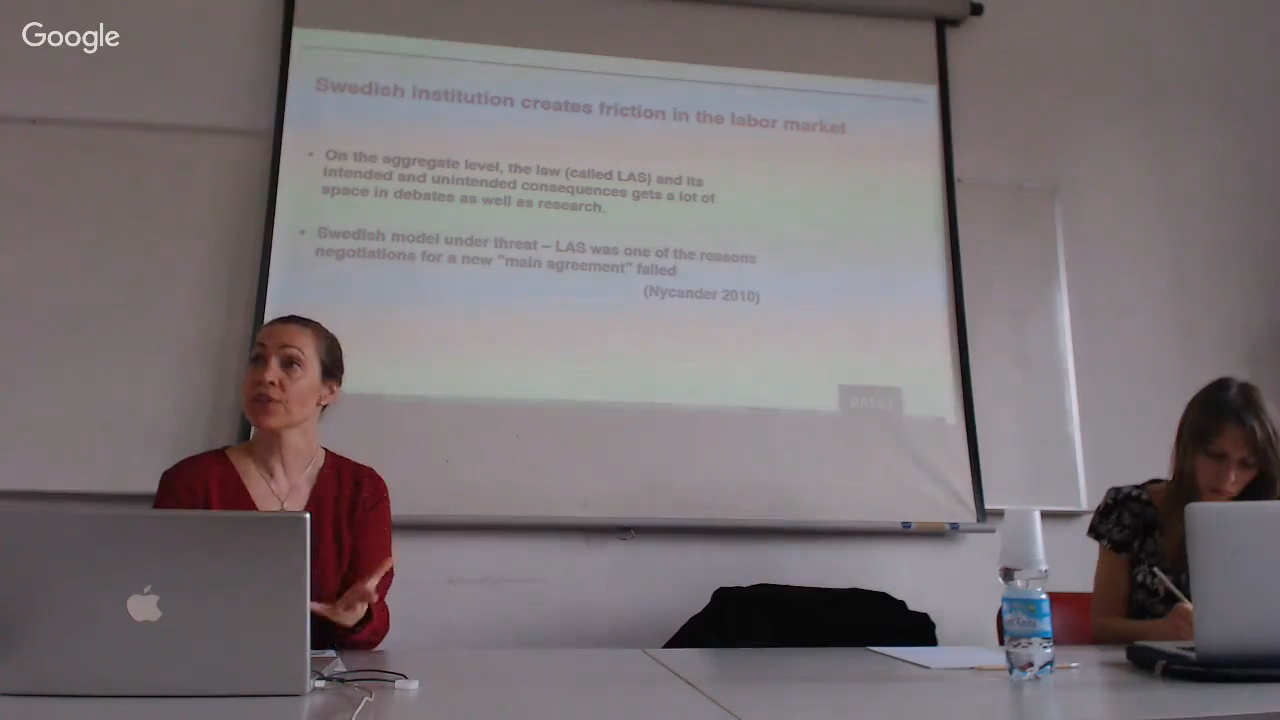 Google
Swedish institution creates friction in the labor market
• On the aggregate level, the law (called LAS) and its
intended and unintended consequences gets a lot of
space in debates as well as research.
• Swedish model under threat – LAS was one of the reasons
negotiations for a new "main agreement" failed
(Nycander 2010)